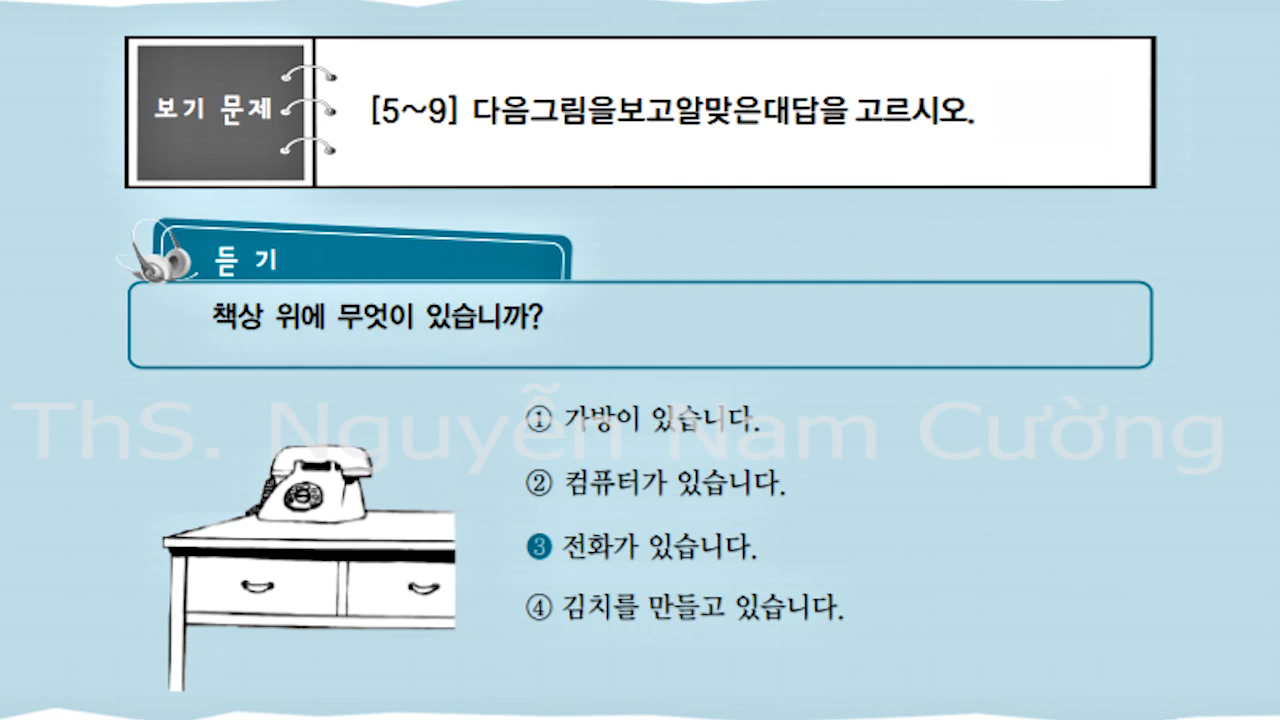 보기 문제
[5~9] 다음그림을보고알맞은대답을 고르시오.
듣 기
책상 위에 무엇이 있습니까?
① 가방이 있습니다.
ThS. Nguyễn Nam Cường
② 컴퓨터가 있습니다.
❸ 전화가 있습니다.
④ 김치를 만들고 있습니다.